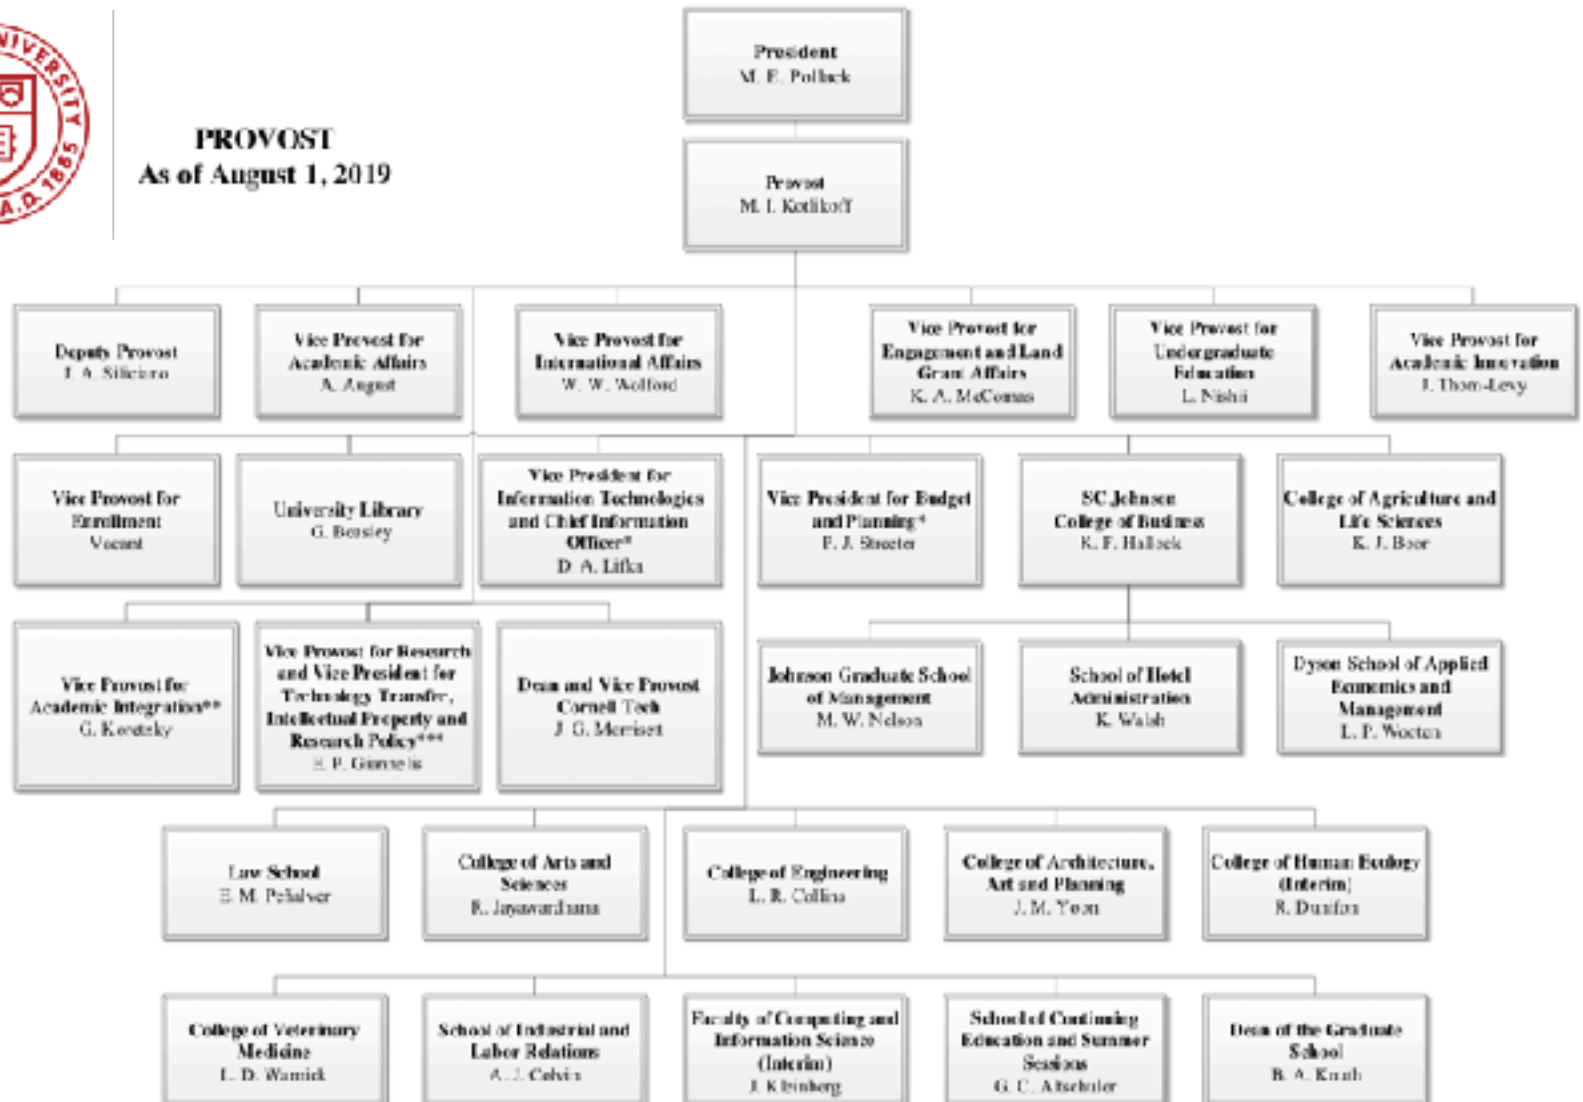 UNIVERSITY
A.D. 1865
PROVOST
As of August 1, 2019
President
M. E. Pollack
Provost
M. I. Kotlikoff
Deputy Provost
J. A. Siliciano
Vice Provost for
Academic Affairs
A. August
Vice Provost for
International Affairs
W. W. Wolford
Vice Provost for
Engagement and Land
Grant Affairs
K. A. McComas
Vice Provost for
Undergraduate
Education
L. Nishii
Vice Provost for
Academic Innovation
J. Thom-Levy
Vice Provost for
Enrollment
Vacant
University Library
G. Beasley
Vice President for
Information Technologies
and Chief Information
Officer*
D. A. Lifka
Vice President for Budget
and Planning*
P. J. Streeter
SC Johnson
College of Business
K. F. Hallock
College of Agriculture and
Life Sciences
K. J. Boor
Vice Provost for
Academic Integration**
G. Koretzky
Vice Provost for Research
and Vice President for
Technology Transfer,
Intellectual Property and
Research Policy***
E. P. Giannelis
Dean and Vice Provost
Cornell Tech
J. G. Morrisett
Johnson Graduate School
of Management
M. W. Nelson
School of Hotel
Administration
K. Walsh
Dyson School of Applied
Economics and
Management
L. P. Wooten
Law School
E. M. Peñalver
College of Arts and
Sciences
R. Jayawardhana
College of Engineering
L. R. Collins
College of Architecture,
Art and Planning
J. M. Yoon
College of Human Ecology
(Interim)
R. Dunifon
College of Veterinary
Medicine
L. D. Warnick
School of Industrial and
Labor Relations
A. J. Colvin
Faculty of Computing and
Information Science
(Interim)
J. Kleinberg
School of Continuing
Education and Summer
Sessions
G. C. Altschuler
Dean of the Graduate
School
B. A. Knuth